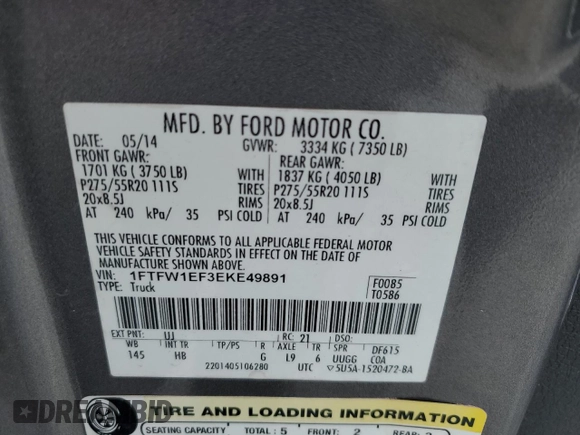 MFD. BY FORD MOTOR CO.
DATE: 05/14 GVWR: 3334 KG ( 7350 LB)
FRONT GAWR: REAR GAWR:
1701 KG ( 3750 LB) WITH 1837 KG ( 4050 LB) WITH
P275/55R20 111S TIRES P275/55R20 111S TIRES
20x8.5J RIMS 20x8.5J RIMS
AT 240 kPa/ 35 PSI COLD AT 240 kPa/ 35 PSI COLD
THIS VEHICLE CONFORMS TO ALL APPLICABLE FEDERAL MOTOR
VEHICLE SAFETY STANDARDS IN EFFECT ON THE DATE OF
MANUFACTURE SHOWN ABOVE.
VIN: 1FTFW1EF3EKE49891 F0085
TYPE: Truck T0586
EXT PNT: UJ RC: 21 DSO:
WB INT TR TP/PS R AXLE TR SPR DF615
145 HB G L9 6 UUGG COA
2201405106280 UTC 5U5A-1520472-BA
TIRE AND LOADING INFORMATION
SEATING CAPACITY TOTAL : 5 FRONT: 2 REAR: